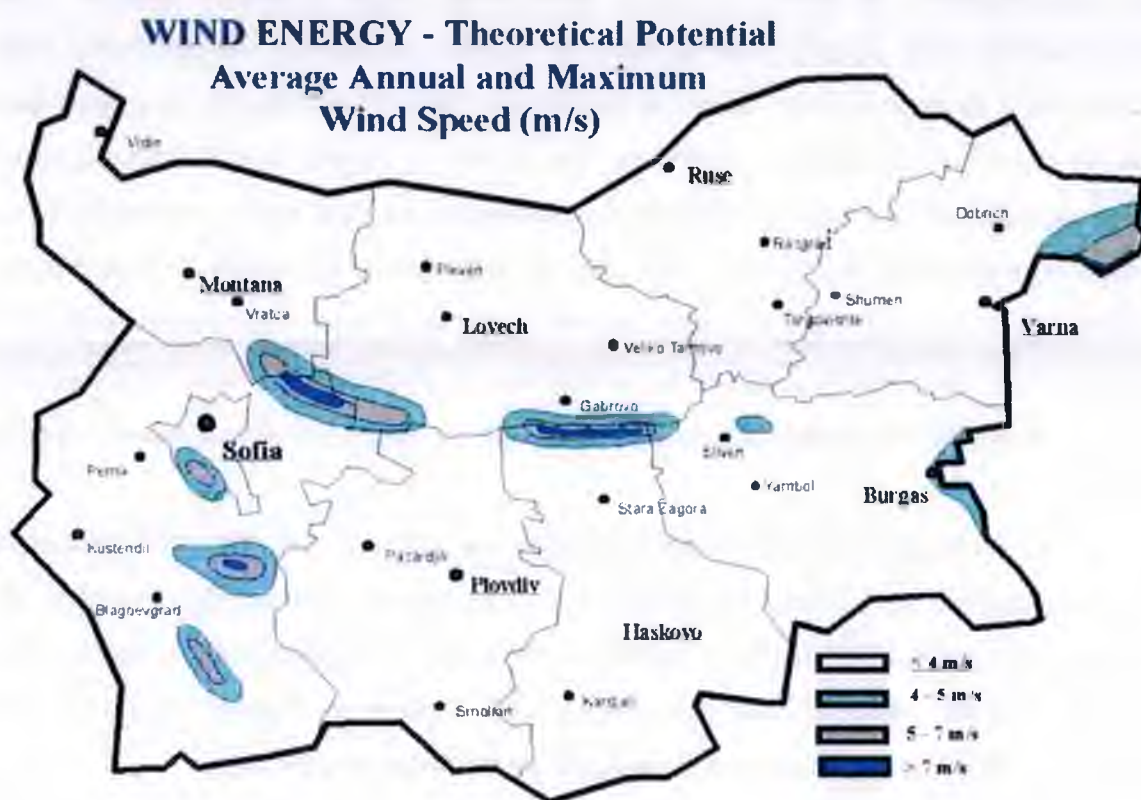 WIND ENERGY - Theoretical Potential
Average Annual and Maximum
Wind Speed (m/s)
Vidin
Ruse
Dobrich
Razgrad
Pleven
Montana
Vratca
Shumen
Targovishte
Varna
Lovech
Veliko Tarnovo
Gabrovo
Sofia
Sliven
Pernik
Yambol
Burgas
Stara Zagora
Kustendil
Pazardjik
Plovdiv
Blagoevgrad
Haskovo
Smolian
Kardjali
< 4 m/s
4 - 5 m/s
5 - 7 m/s
> 7 m/s